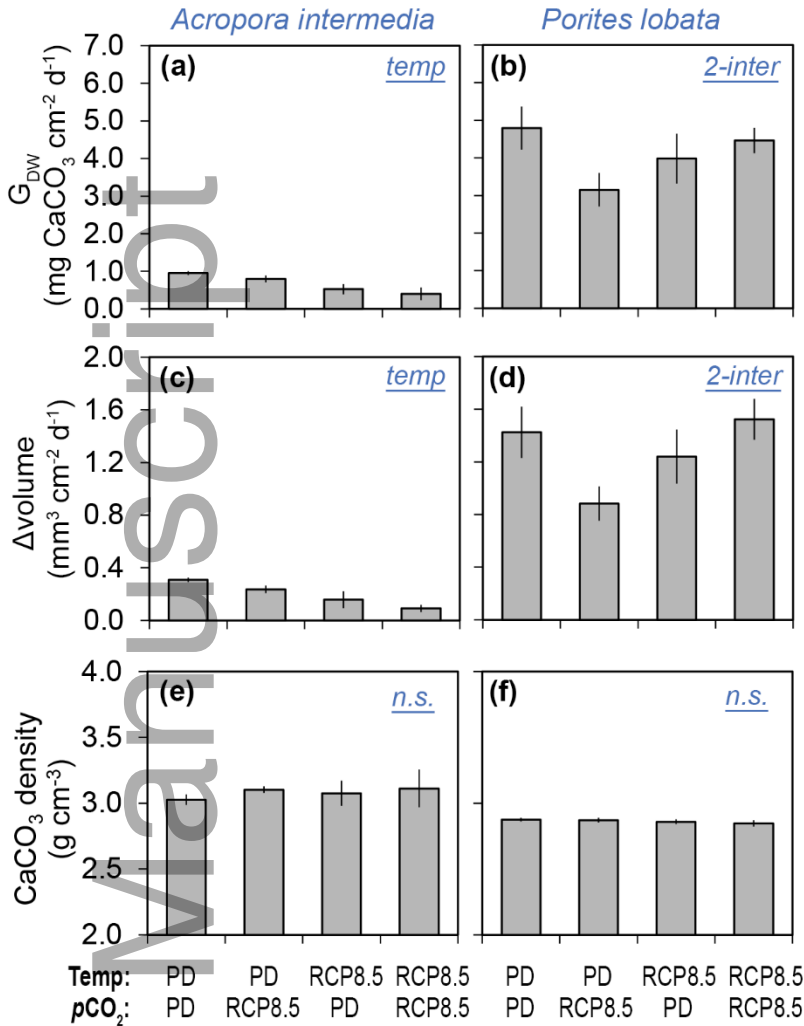 Acropora intermedia Porites lobata
(a) temp
(b) 2-inter
7.0
6.0
5.0
4.0
3.0
2.0
1.0
0.0
G_DW
(mg CaCO₃ cm⁻² d⁻¹)
(c) temp
(d) 2-inter
2.0
1.6
1.2
0.8
0.4
0.0
Δvolume
(mm³ cm⁻² d⁻¹)
(e) n.s.
(f) n.s.
4.0
3.5
3.0
2.5
2.0
CaCO₃ density
(g cm⁻³)
Temp: PD PD RCP8.5 RCP8.5 PD PD RCP8.5 RCP8.5
pCO₂: PD RCP8.5 PD RCP8.5 PD RCP8.5 PD RCP8.5
Manuscript